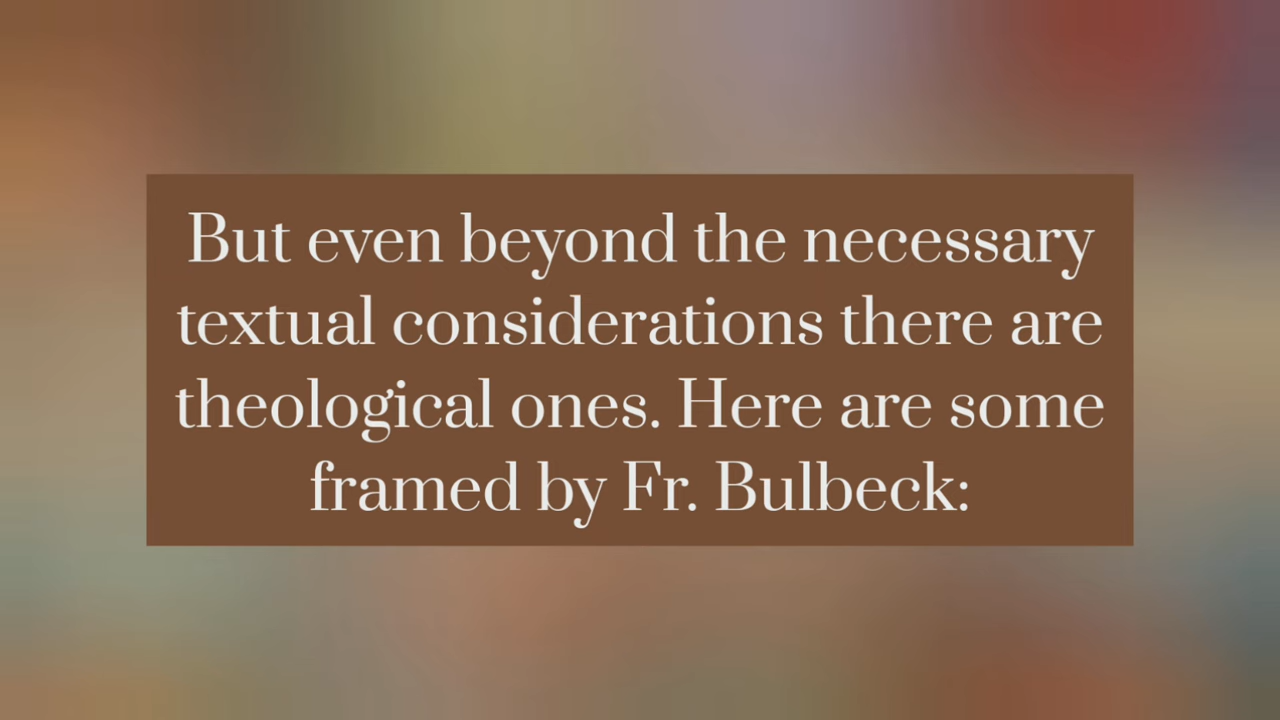 But even beyond the necessary
textual considerations there are
theological ones. Here are some
framed by Fr. Bulbeck: